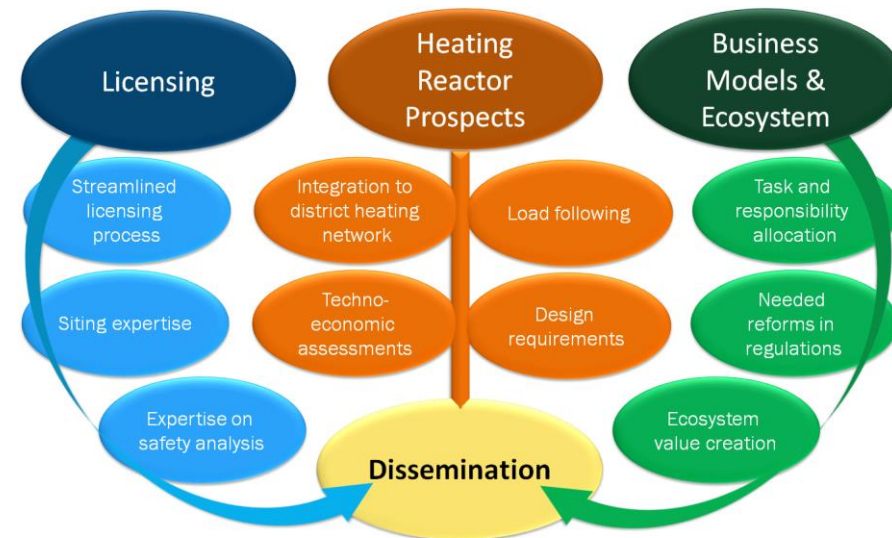 Licensing
Heating
Reactor
Prospects
Business
Models &
Ecosystem
Streamlined
licensing
process
Integration to
district heating
network
Load following
Task and
responsibility
allocation
Siting expertise
Techno-
economic
assessments
Design
requirements
Needed
reforms in
regulations
Expertise on
safety analysis
Ecosystem
value creation
Dissemination